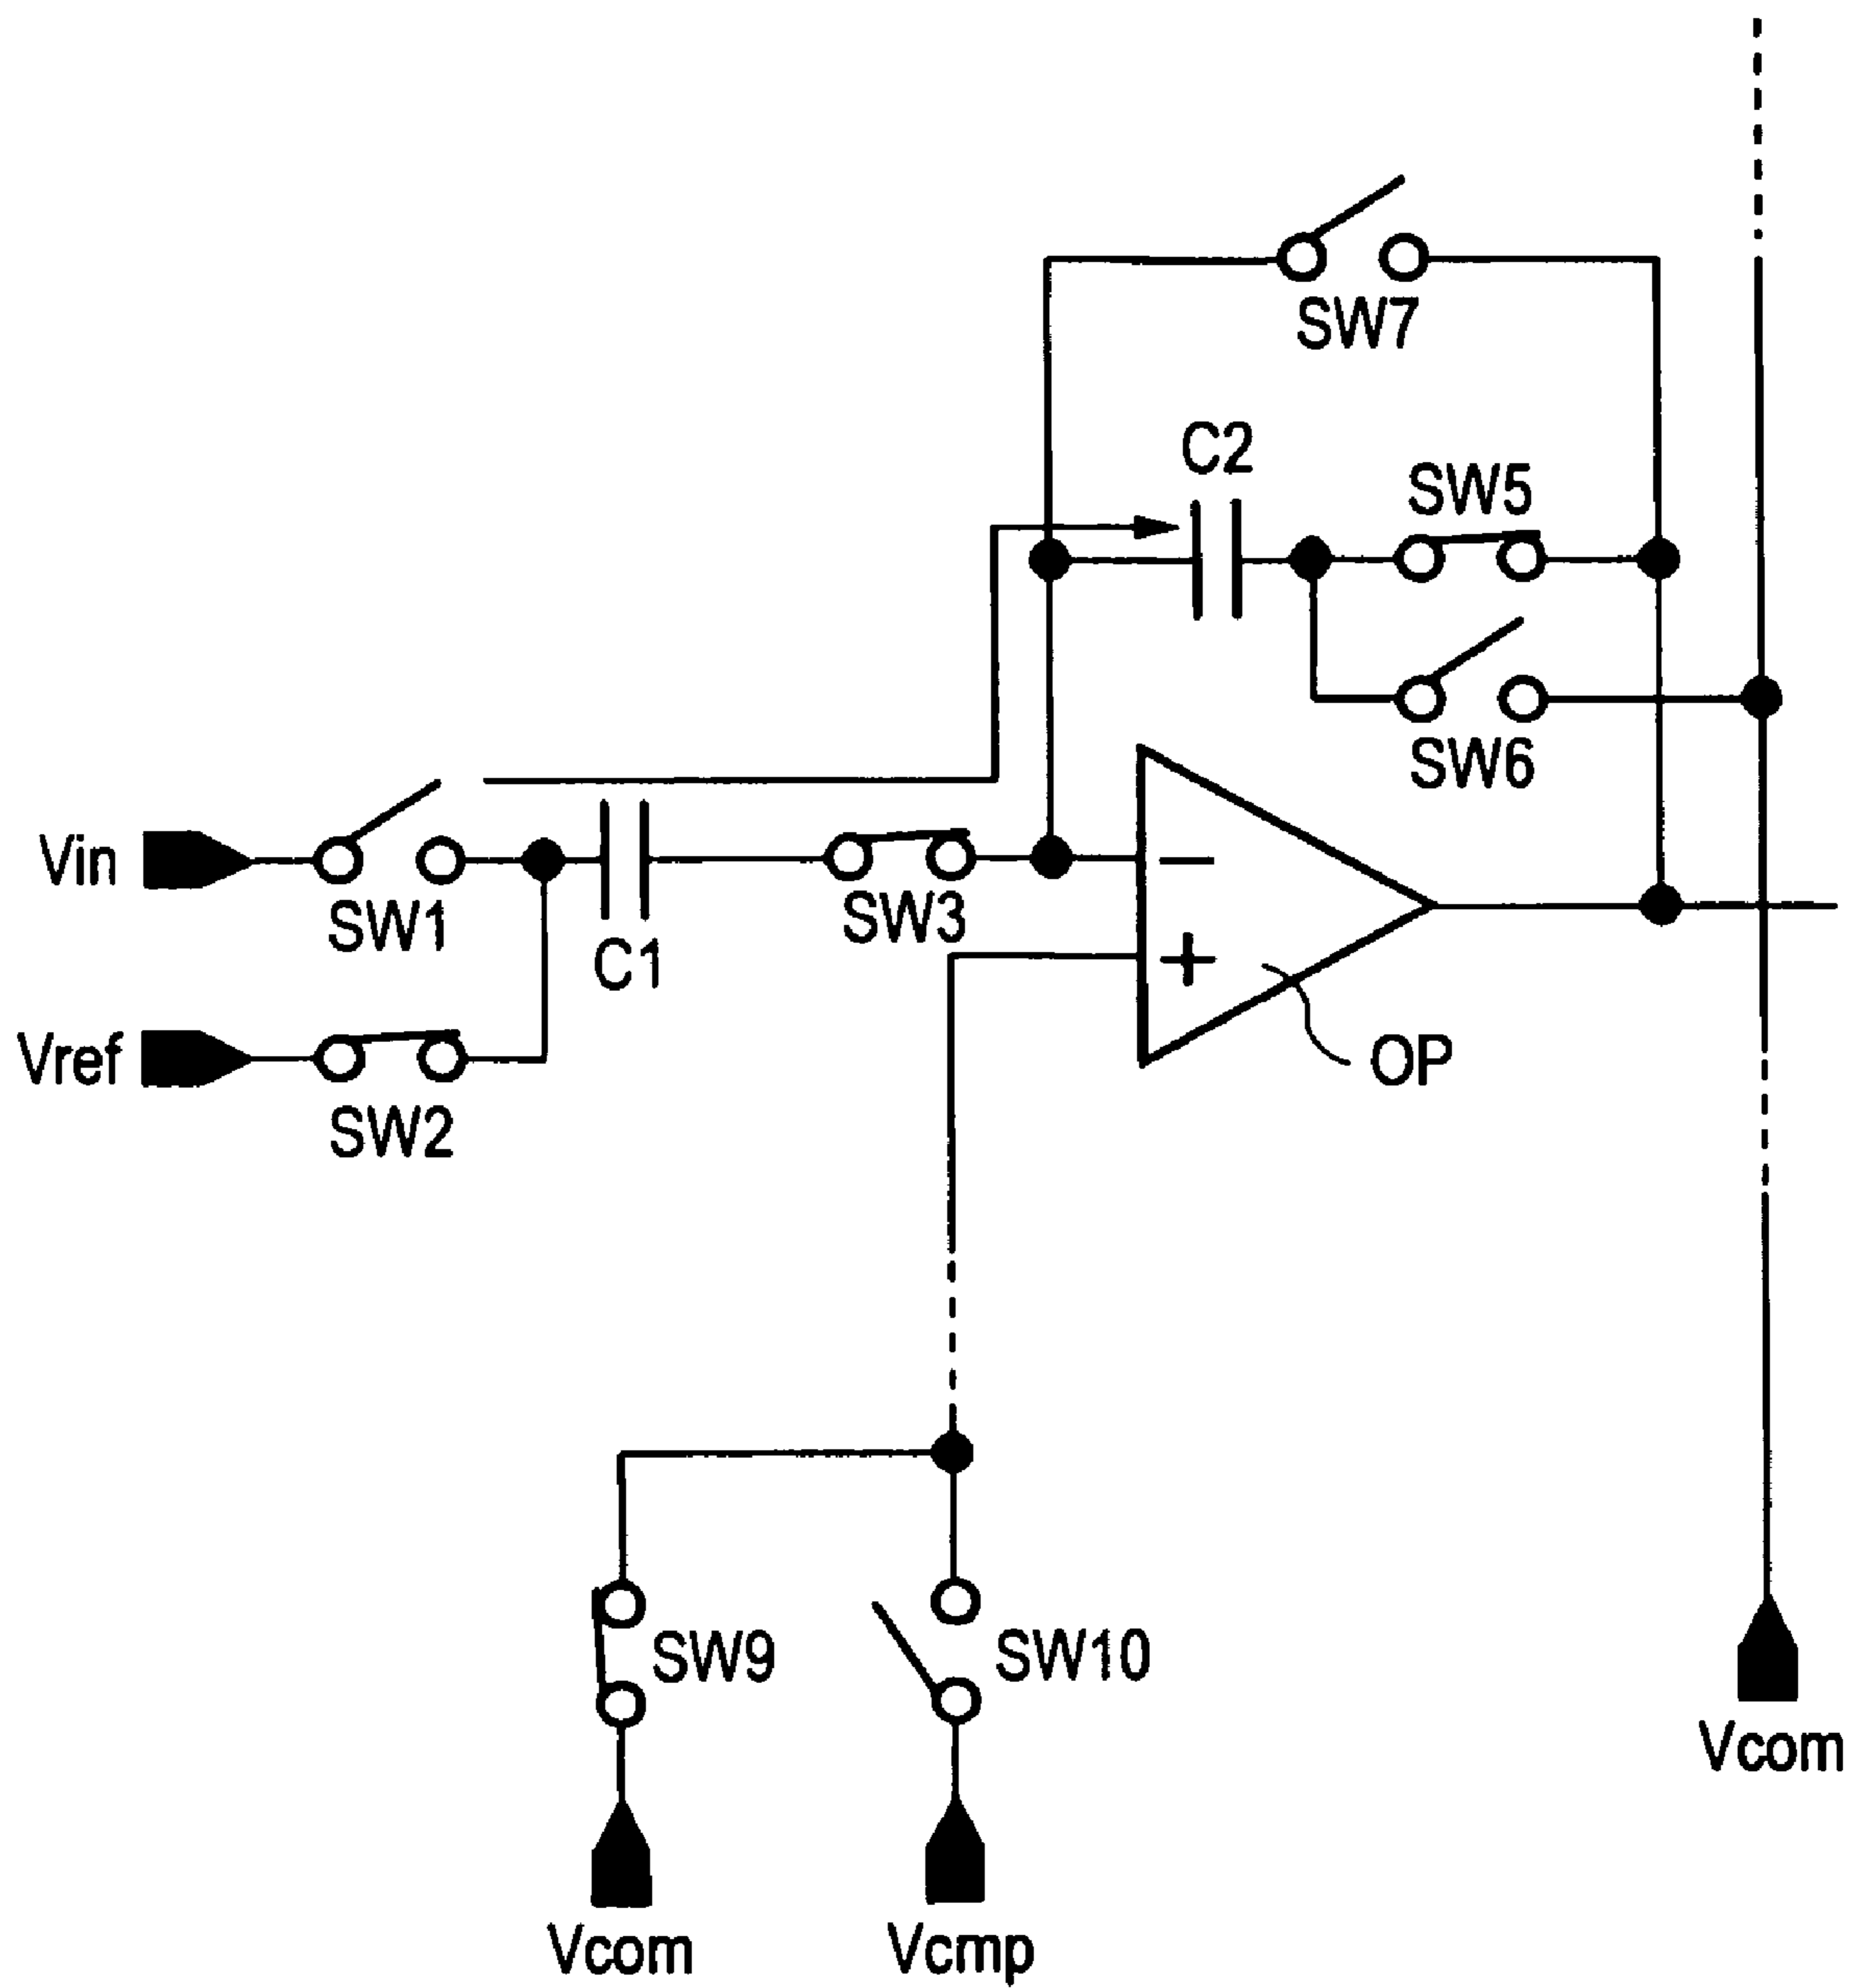 SW7
C2
SW5
SW6
Vin
SW1
C1
SW3
−
+
OP
Vref
SW2
SW9
SW10
Vcom
Vcom
Vcmp